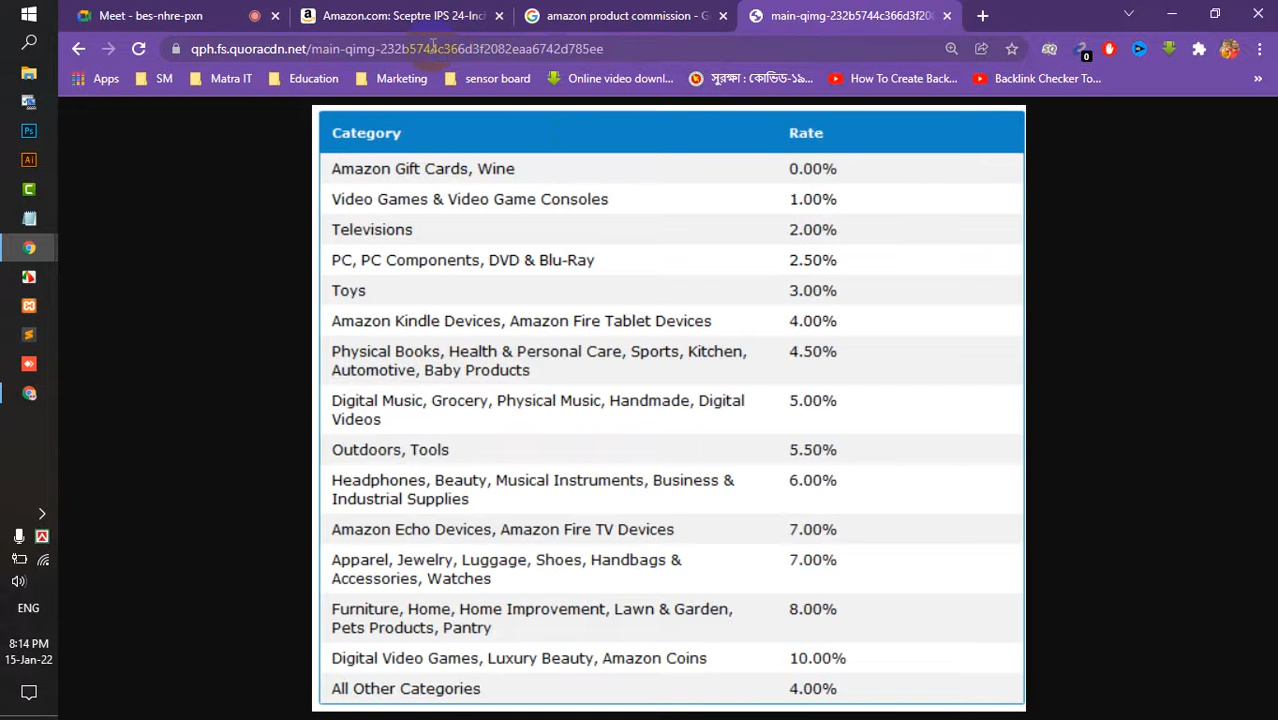 Meet - bes-nhre-pxn
Amazon.com: Sceptre IPS 24-Incl
amazon product commission - G
main-qimg-232b5744c366d3f2082
qph.fs.quoracdn.net/main-qimg-232b5744c366d3f2082eaa6742d785ee
0
Apps
SM
Matra IT
Education
Marketing
sensor board
Online video downl...
সুরক্ষা : কোভিড-১৯...
How To Create Back...
Backlink Checker To...
»
Category Rate
Amazon Gift Cards, Wine 0.00%
Video Games & Video Game Consoles 1.00%
Televisions 2.00%
PC, PC Components, DVD & Blu-Ray 2.50%
Toys 3.00%
Amazon Kindle Devices, Amazon Fire Tablet Devices 4.00%
Physical Books, Health & Personal Care, Sports, Kitchen, 4.50%
Automotive, Baby Products
Digital Music, Grocery, Physical Music, Handmade, Digital 5.00%
Videos
Outdoors, Tools 5.50%
Headphones, Beauty, Musical Instruments, Business & 6.00%
Industrial Supplies
Amazon Echo Devices, Amazon Fire TV Devices 7.00%
Apparel, Jewelry, Luggage, Shoes, Handbags & 7.00%
Accessories, Watches
Furniture, Home, Home Improvement, Lawn & Garden, 8.00%
Pets Products, Pantry
Digital Video Games, Luxury Beauty, Amazon Coins 10.00%
All Other Categories 4.00%
Ps
Ai
C
ENG
8:14 PM
15-Jan-22